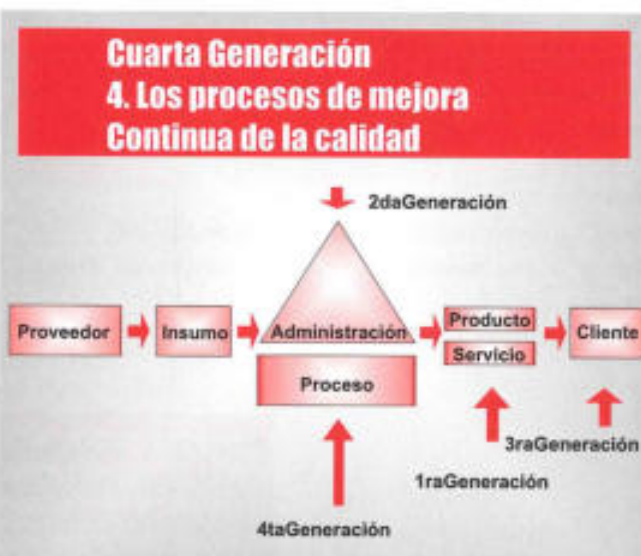 Cuarta Generación
4. Los procesos de mejora
Continua de la calidad
2daGeneración
Proveedor
Insumo
Administración
Producto
Servicio
Cliente
Proceso
3raGeneración
1raGeneración
4taGeneración